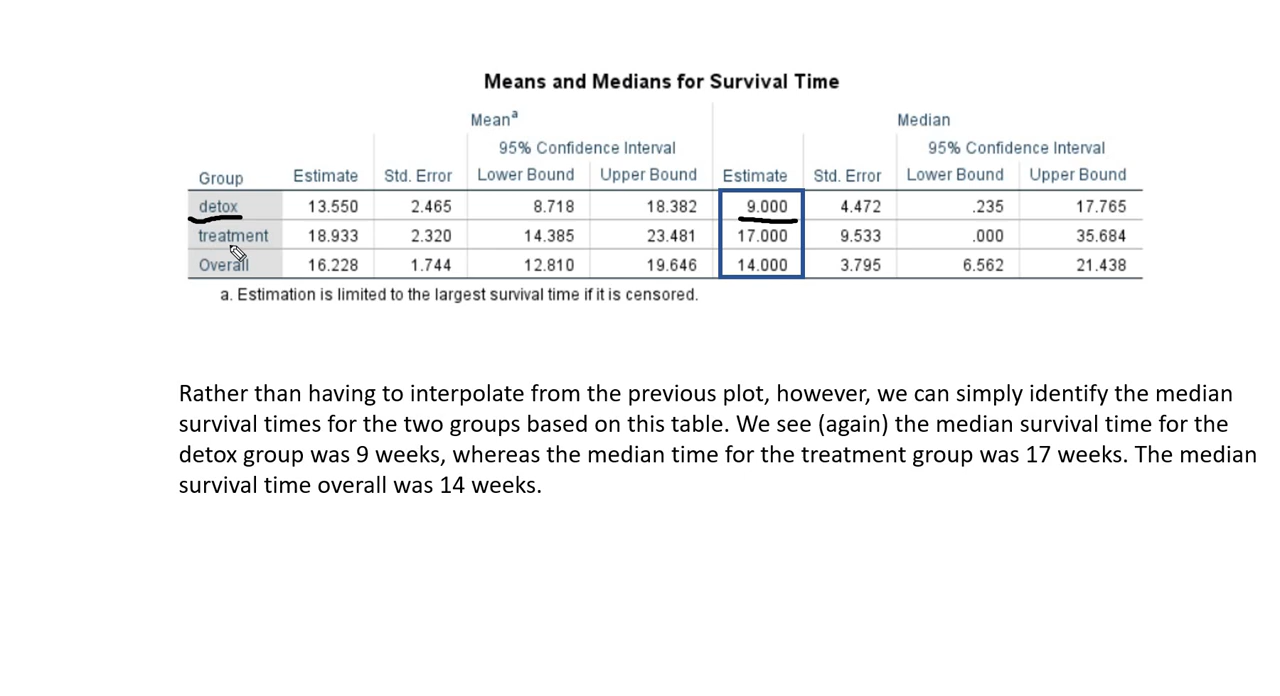 Means and Medians for Survival Time
Meanᵃ Median
95% Confidence Interval 95% Confidence Interval
Group Estimate Std. Error Lower Bound Upper Bound Estimate Std. Error Lower Bound Upper Bound
detox 13.550 2.465 8.718 18.382 9.000 4.472 .235 17.765
treatment 18.933 2.320 14.385 23.481 17.000 9.533 .000 35.684
Overall 16.228 1.744 12.810 19.646 14.000 3.795 6.562 21.438
a. Estimation is limited to the largest survival time if it is censored.
Rather than having to interpolate from the previous plot, however, we can simply identify the median
survival times for the two groups based on this table. We see (again) the median survival time for the
detox group was 9 weeks, whereas the median time for the treatment group was 17 weeks. The median
survival time overall was 14 weeks.